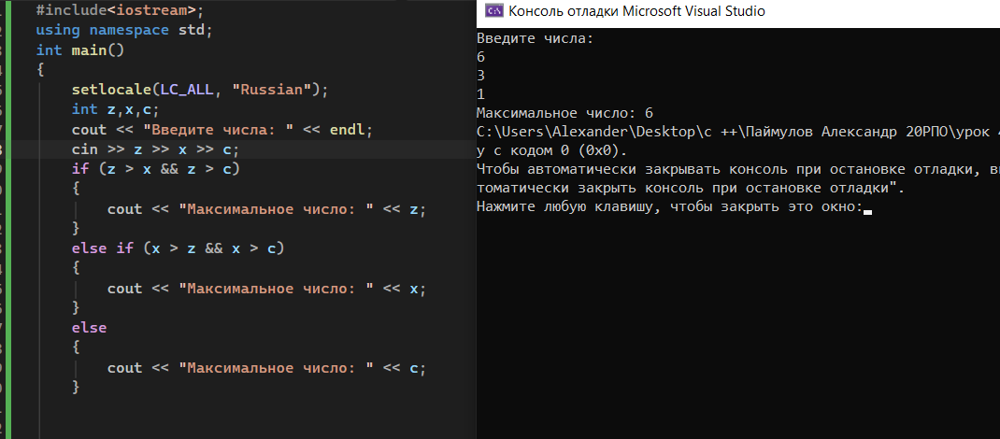 #include<iostream>;
using namespace std;
int main()
{
setlocale(LC_ALL, "Russian");
int z,x,c;
cout << "Введите числа: " << endl;
cin >> z >> x >> c;
if (z > x && z > c)
{
cout << "Максимальное число: " << z;
}
else if (x > z && x > c)
{
cout << "Максимальное число: " << x;
}
else
{
cout << "Максимальное число: " << c;
}
Консоль отладки Microsoft Visual Studio
Введите числа:
6
3
1
Максимальное число: 6
C:\Users\Alexander\Desktop\c ++\Паймулов Александр 20РПО\урок
у с кодом 0 (0x0).
Чтобы автоматически закрывать консоль при остановке отладки,
томатически закрыть консоль при остановке отладки".
Нажмите любую клавишу, чтобы закрыть это окно: